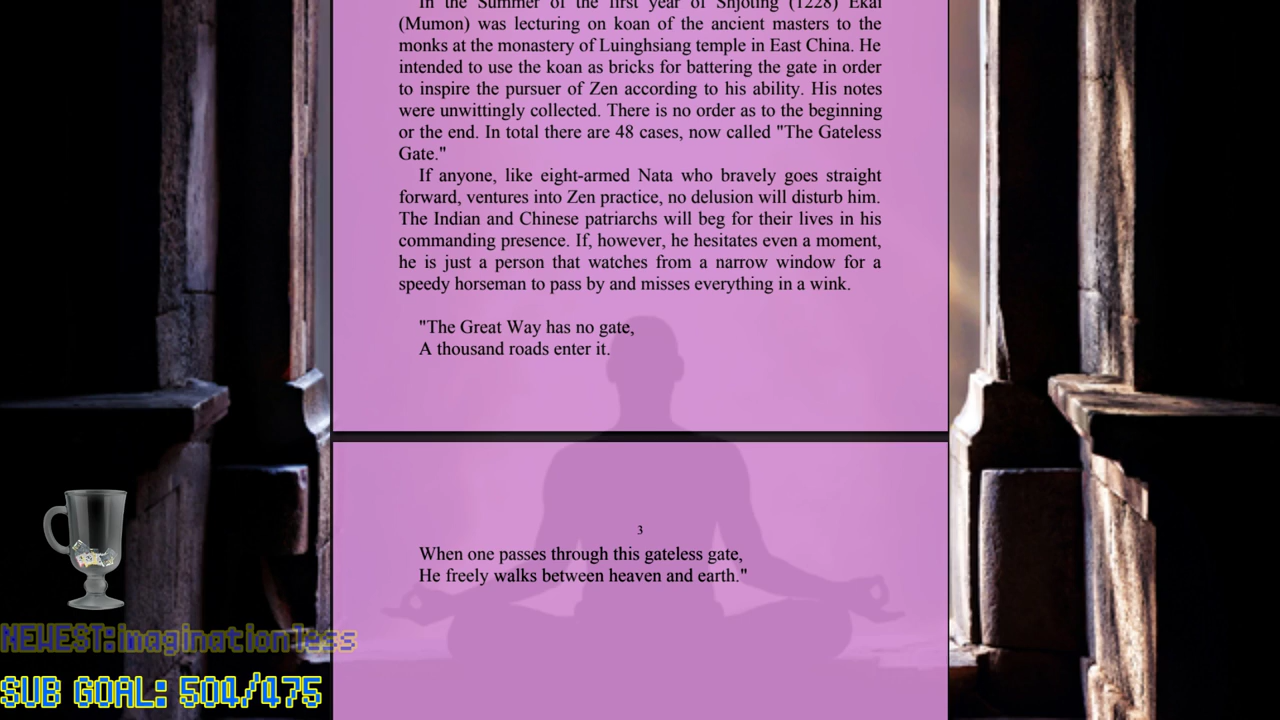 In the Summer of the first year of Shjoting (1228) Ekai
(Mumon) was lecturing on koan of the ancient masters to the
monks at the monastery of Luinghsiang temple in East China. He
intended to use the koan as bricks for battering the gate in order
to inspire the pursuer of Zen according to his ability. His notes
were unwittingly collected. There is no order as to the beginning
or the end. In total there are 48 cases, now called "The Gateless
Gate."
If anyone, like eight-armed Nata who bravely goes straight
forward, ventures into Zen practice, no delusion will disturb him.
The Indian and Chinese patriarchs will beg for their lives in his
commanding presence. If, however, he hesitates even a moment,
he is just a person that watches from a narrow window for a
speedy horseman to pass by and misses everything in a wink.
"The Great Way has no gate,
A thousand roads enter it.
3
When one passes through this gateless gate,
He freely walks between heaven and earth."
NEWEST:imaginationless
SUB GOAL: 504/475